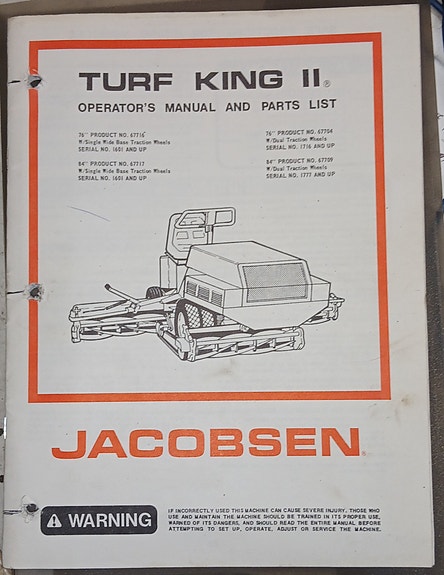 TURF KING II®
OPERATOR'S MANUAL AND PARTS LIST
76" PRODUCT NO. 67716
W/Single Wide Base Traction Wheels
SERIAL NO. 1601 AND UP
84" PRODUCT NO. 67717
W/Single Wide Base Traction Wheels
SERIAL NO. 1601 AND UP
76" PRODUCT NO. 67704
W/Dual Traction Wheels
SERIAL NO. 1716 AND UP
84" PRODUCT NO. 67709
W/Dual Traction Wheels
SERIAL NO. 1777 AND UP
JACOBSEN®
WARNING
IF INCORRECTLY USED THIS MACHINE CAN CAUSE SEVERE INJURY. THOSE WHO
USE AND MAINTAIN THE MACHINE SHOULD BE TRAINED IN ITS PROPER USE,
WARNED OF ITS DANGERS, AND SHOULD READ THE ENTIRE MANUAL BEFORE
ATTEMPTING TO SET UP, OPERATE, ADJUST OR SERVICE THE MACHINE.